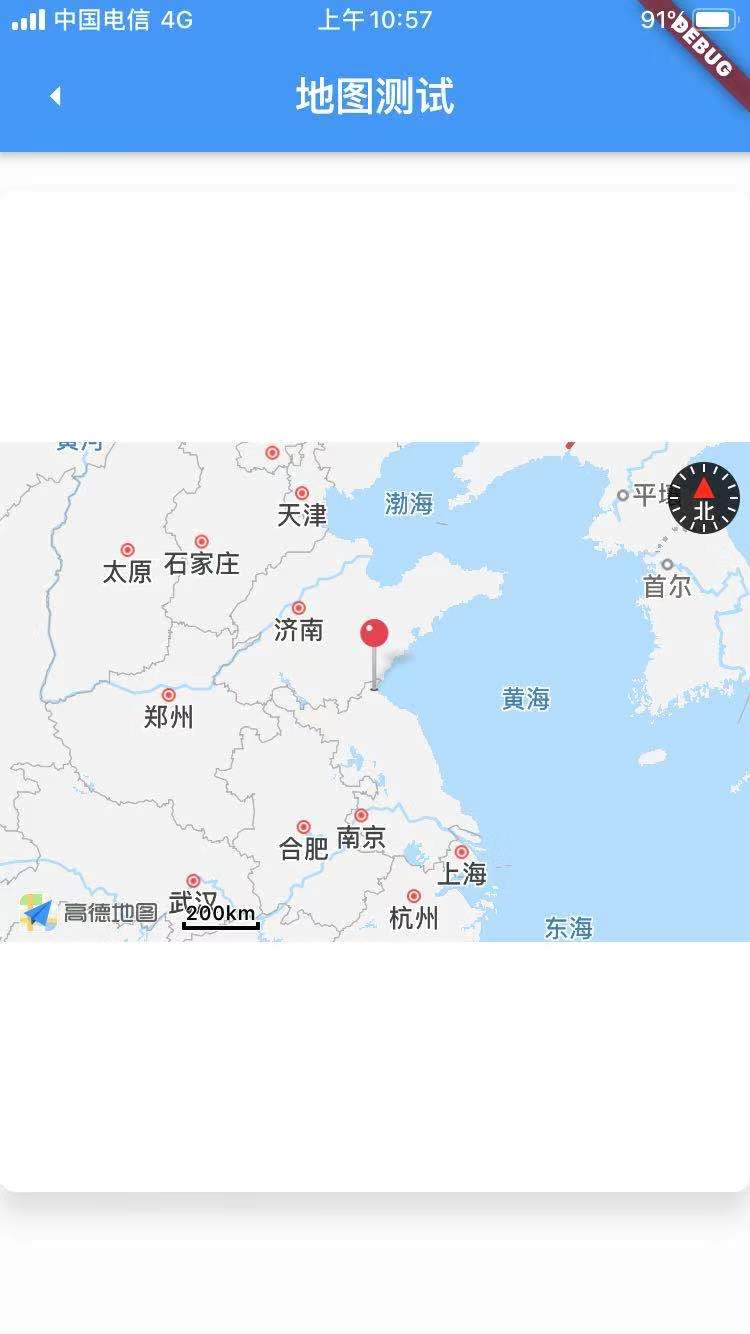 中国电信 4G
上午10:57
91%
DEBUG
地图测试
黄河
天津
渤海
平壤
北
太原
石家庄
首尔
济南
黄海
郑州
合肥
南京
上海
武汉
杭州
高德地图
200km
东海